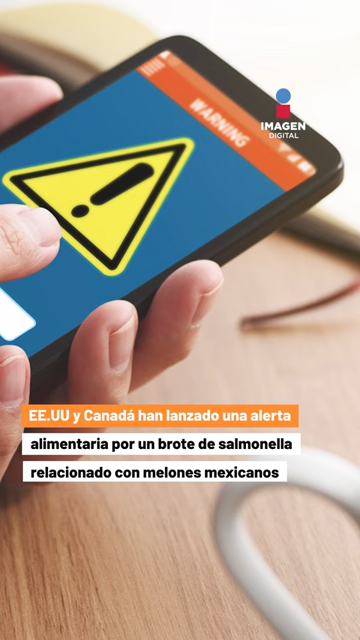 WARNING
IMAGEN
DIGITAL
EE.UU y Canadá han lanzado una alerta
alimentaria por un brote de salmonella
relacionado con melones mexicanos